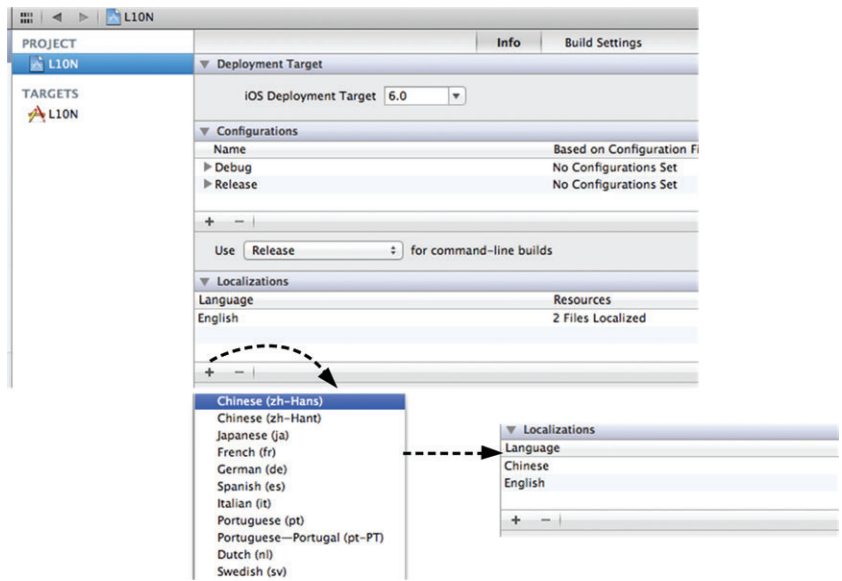 L10N
PROJECT
L10N
TARGETS
L10N
Info Build Settings
Deployment Target
iOS Deployment Target 6.0
Configurations
Name Based on Configuration Fi
Debug No Configurations Set
Release No Configurations Set
+ −
Use Release for command-line builds
Localizations
Language Resources
English 2 Files Localized
+ −
Chinese (zh-Hans)
Chinese (zh-Hant)
Japanese (ja)
French (fr)
German (de)
Spanish (es)
Italian (it)
Portuguese (pt)
Portuguese—Portugal (pt-PT)
Dutch (nl)
Swedish (sv)
Localizations
Language
Chinese
English
+ −